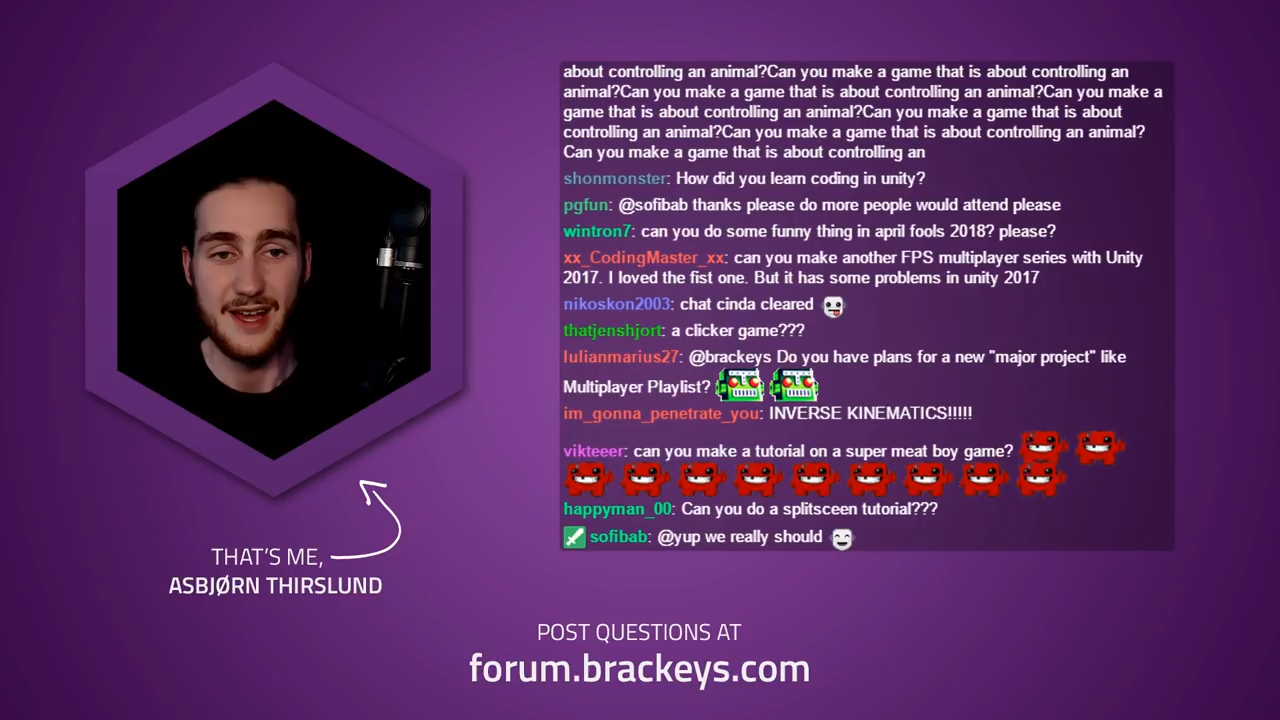 about controlling an animal?Can you make a game that is about controlling an
animal?Can you make a game that is about controlling an animal?Can you make a
game that is about controlling an animal?Can you make a game that is about
controlling an animal?Can you make a game that is about controlling an animal?
Can you make a game that is about controlling an
shonmonster: How did you learn coding in unity?
pgfun: @sofibab thanks please do more people would attend please
wintron7: can you do some funny thing in april fools 2018? please?
xx_CodingMaster_xx: can you make another FPS multiplayer series with Unity
2017. I loved the fist one. But it has some problems in unity 2017
nikoskon2003: chat cinda cleared
thatjenshjort: a clicker game???
Iulianmarius27: @brackeys Do you have plans for a new "major project" like
Multiplayer Playlist?
im_gonna_penetrate_you: INVERSE KINEMATICS!!!!!
vikteeer: can you make a tutorial on a super meat boy game?
happyman_00: Can you do a splitsceen tutorial???
sofibab: @yup we really should
THAT'S ME,
ASBJØRN THIRSLUND
POST QUESTIONS AT
forum.brackeys.com